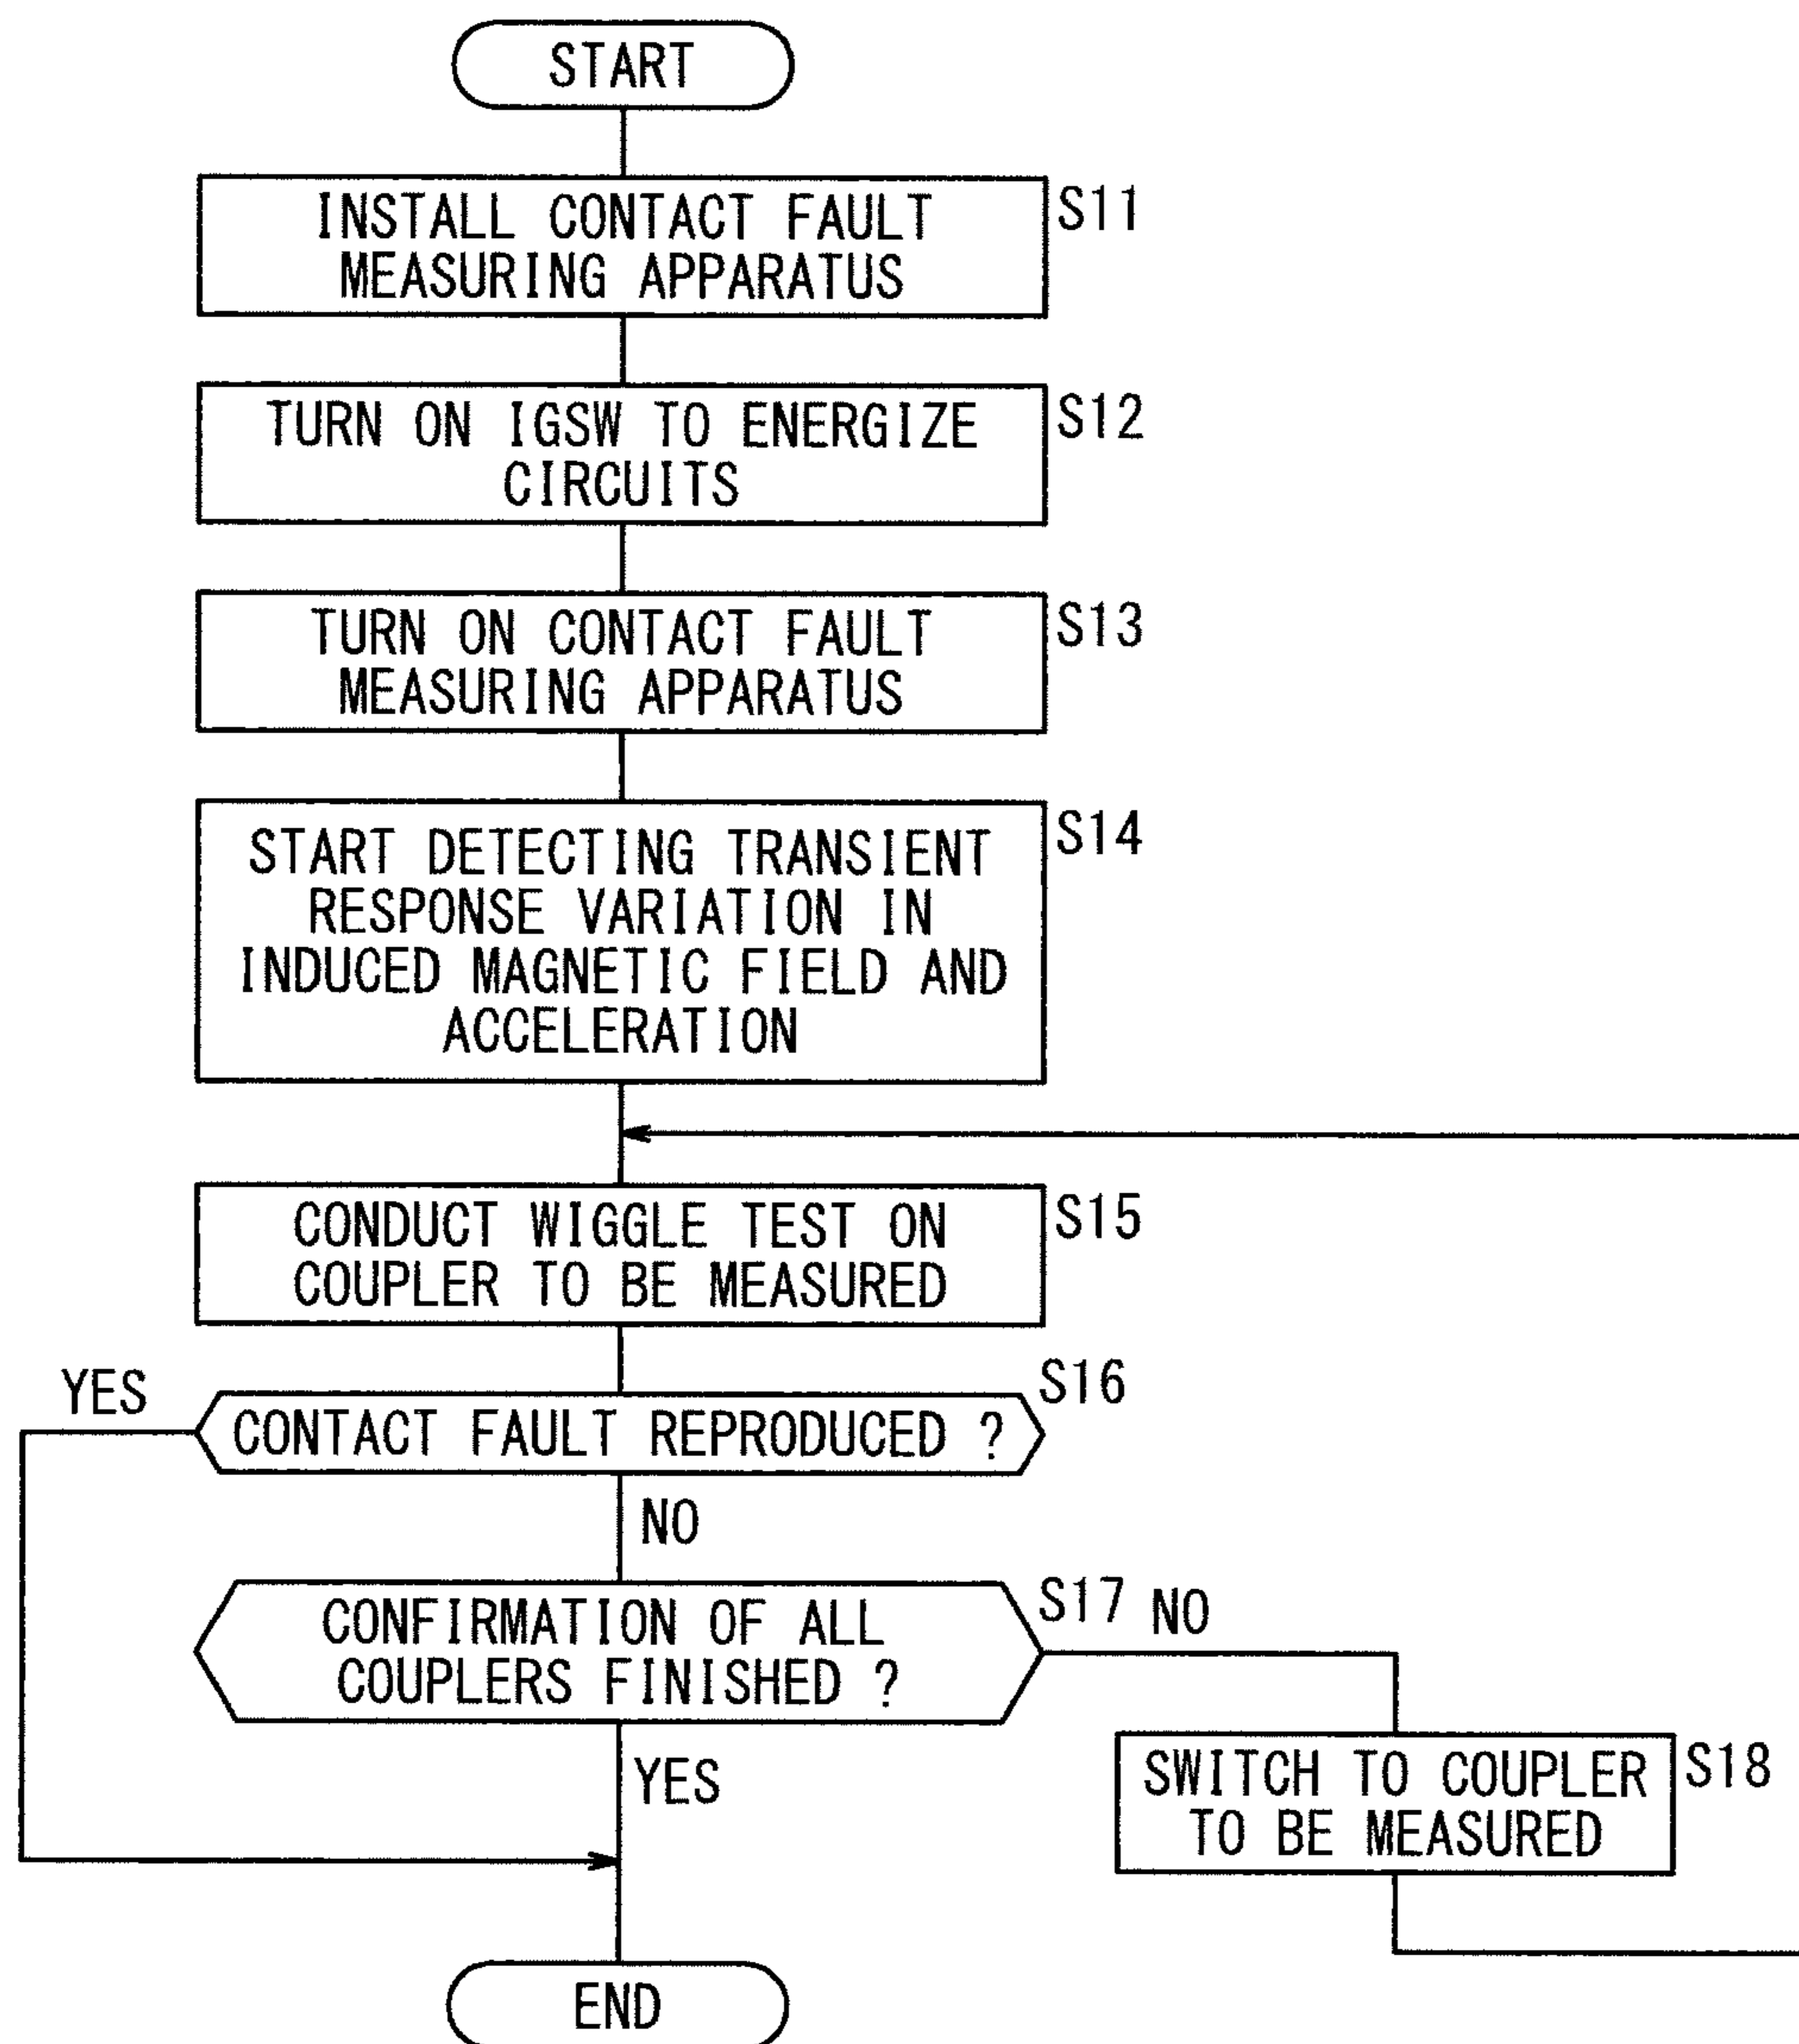 START
INSTALL CONTACT FAULT
MEASURING APPARATUS
S11
TURN ON IGSW TO ENERGIZE
CIRCUITS
S12
TURN ON CONTACT FAULT
MEASURING APPARATUS
S13
START DETECTING TRANSIENT
RESPONSE VARIATION IN
INDUCED MAGNETIC FIELD AND
ACCELERATION
S14
CONDUCT WIGGLE TEST ON
COUPLER TO BE MEASURED
S15
YES
CONTACT FAULT REPRODUCED ?
S16
NO
CONFIRMATION OF ALL
COUPLERS FINISHED ?
S17 NO
YES
SWITCH TO COUPLER
TO BE MEASURED
S18
END